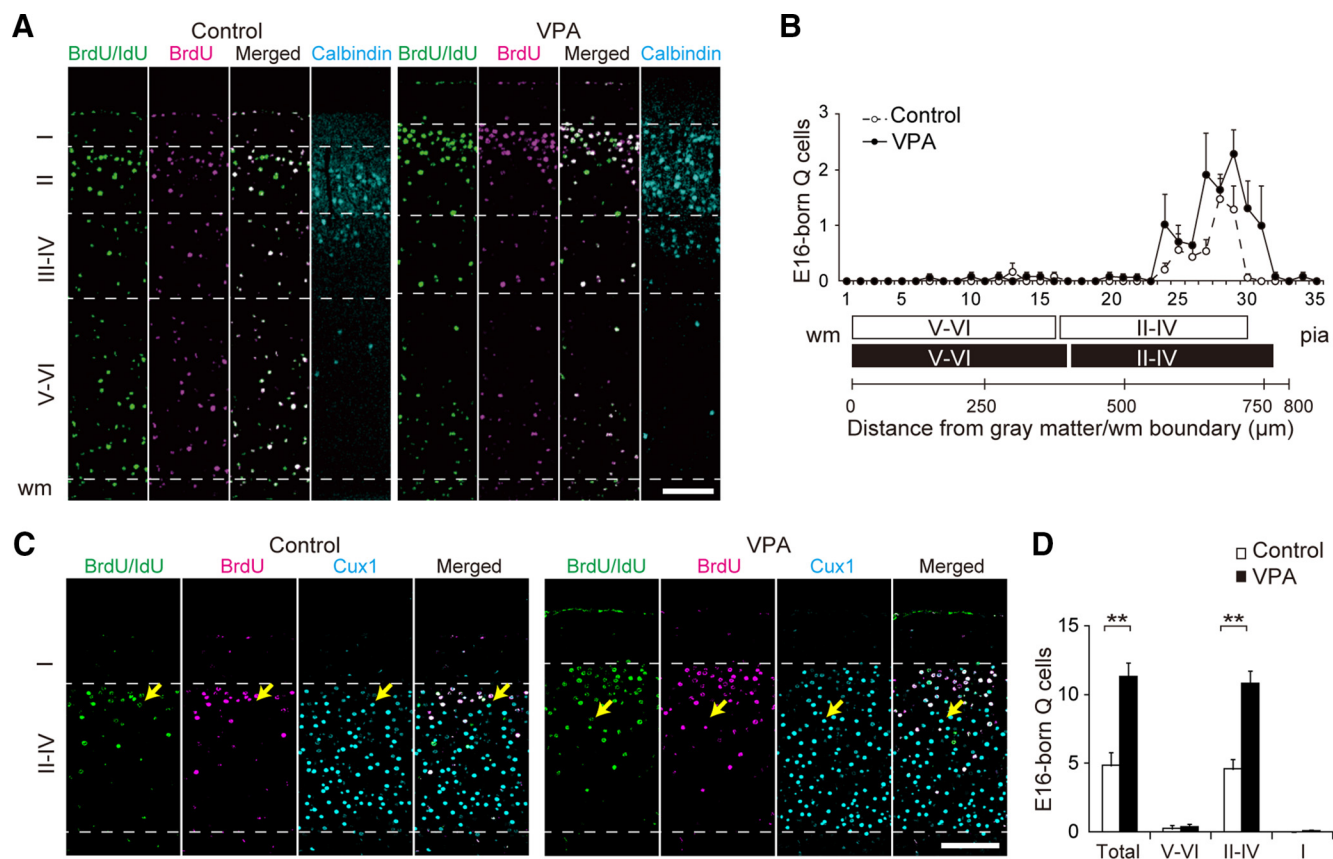 A
Control
VPA
BrdU/IdU BrdU Merged Calbindin
BrdU/IdU BrdU Merged Calbindin
I
II
III-IV
V-VI
wm
B
E16-born Q cells
3
2
1
0
Control
VPA
1 5 10 15 20 25 30 35
wm V-VI II-IV pia
V-VI II-IV
0 250 500 750 800
Distance from gray matter/wm boundary (µm)
C
Control
VPA
BrdU/IdU BrdU Cux1 Merged
BrdU/IdU BrdU Cux1 Merged
I
II-IV
D
Control
VPA
E16-born Q cells
15
10
5
0
** **
Total V-VI II-IV I